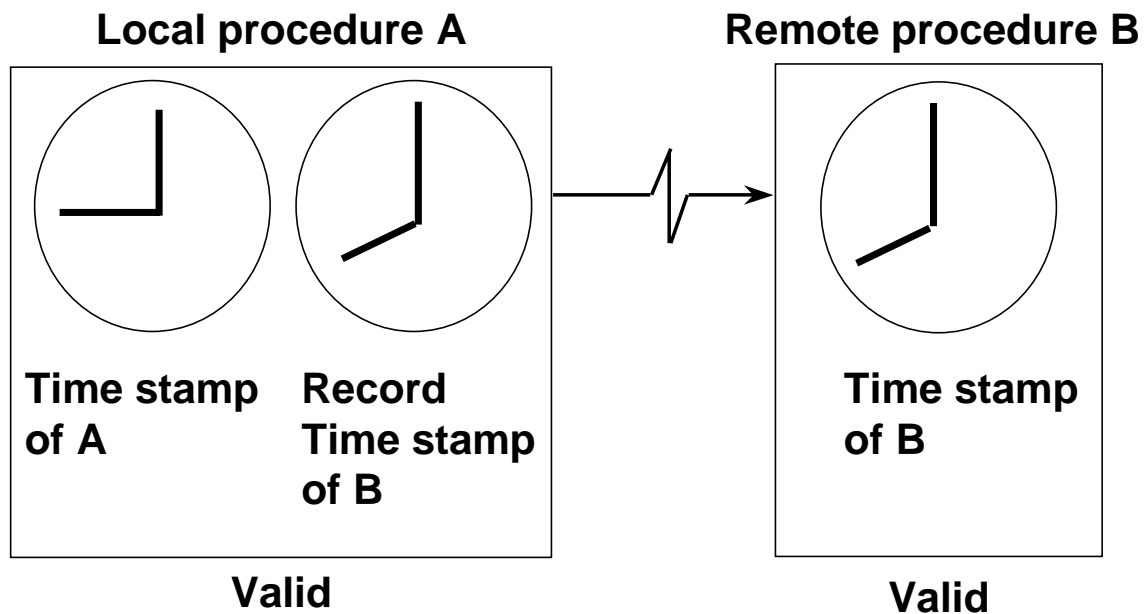 Local procedure A
Remote procedure B
Time stamp
of A
Record
Time stamp
of B
Time stamp
of B
Valid
Valid